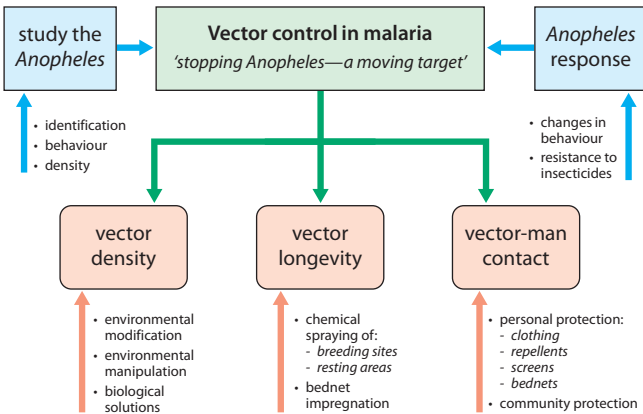 study the
Anopheles
Vector control in malaria
'stopping Anopheles—a moving target'
Anopheles
response
• identification
• behaviour
• density
• changes in
behaviour
• resistance to
insecticides
vector
density
vector
longevity
vector-man
contact
• environmental
modification
• environmental
manipulation
• biological
solutions
• chemical
spraying of:
- breeding sites
- resting areas
• bednet
impregnation
• personal protection:
- clothing
- repellents
- screens
- bednets
• community protection